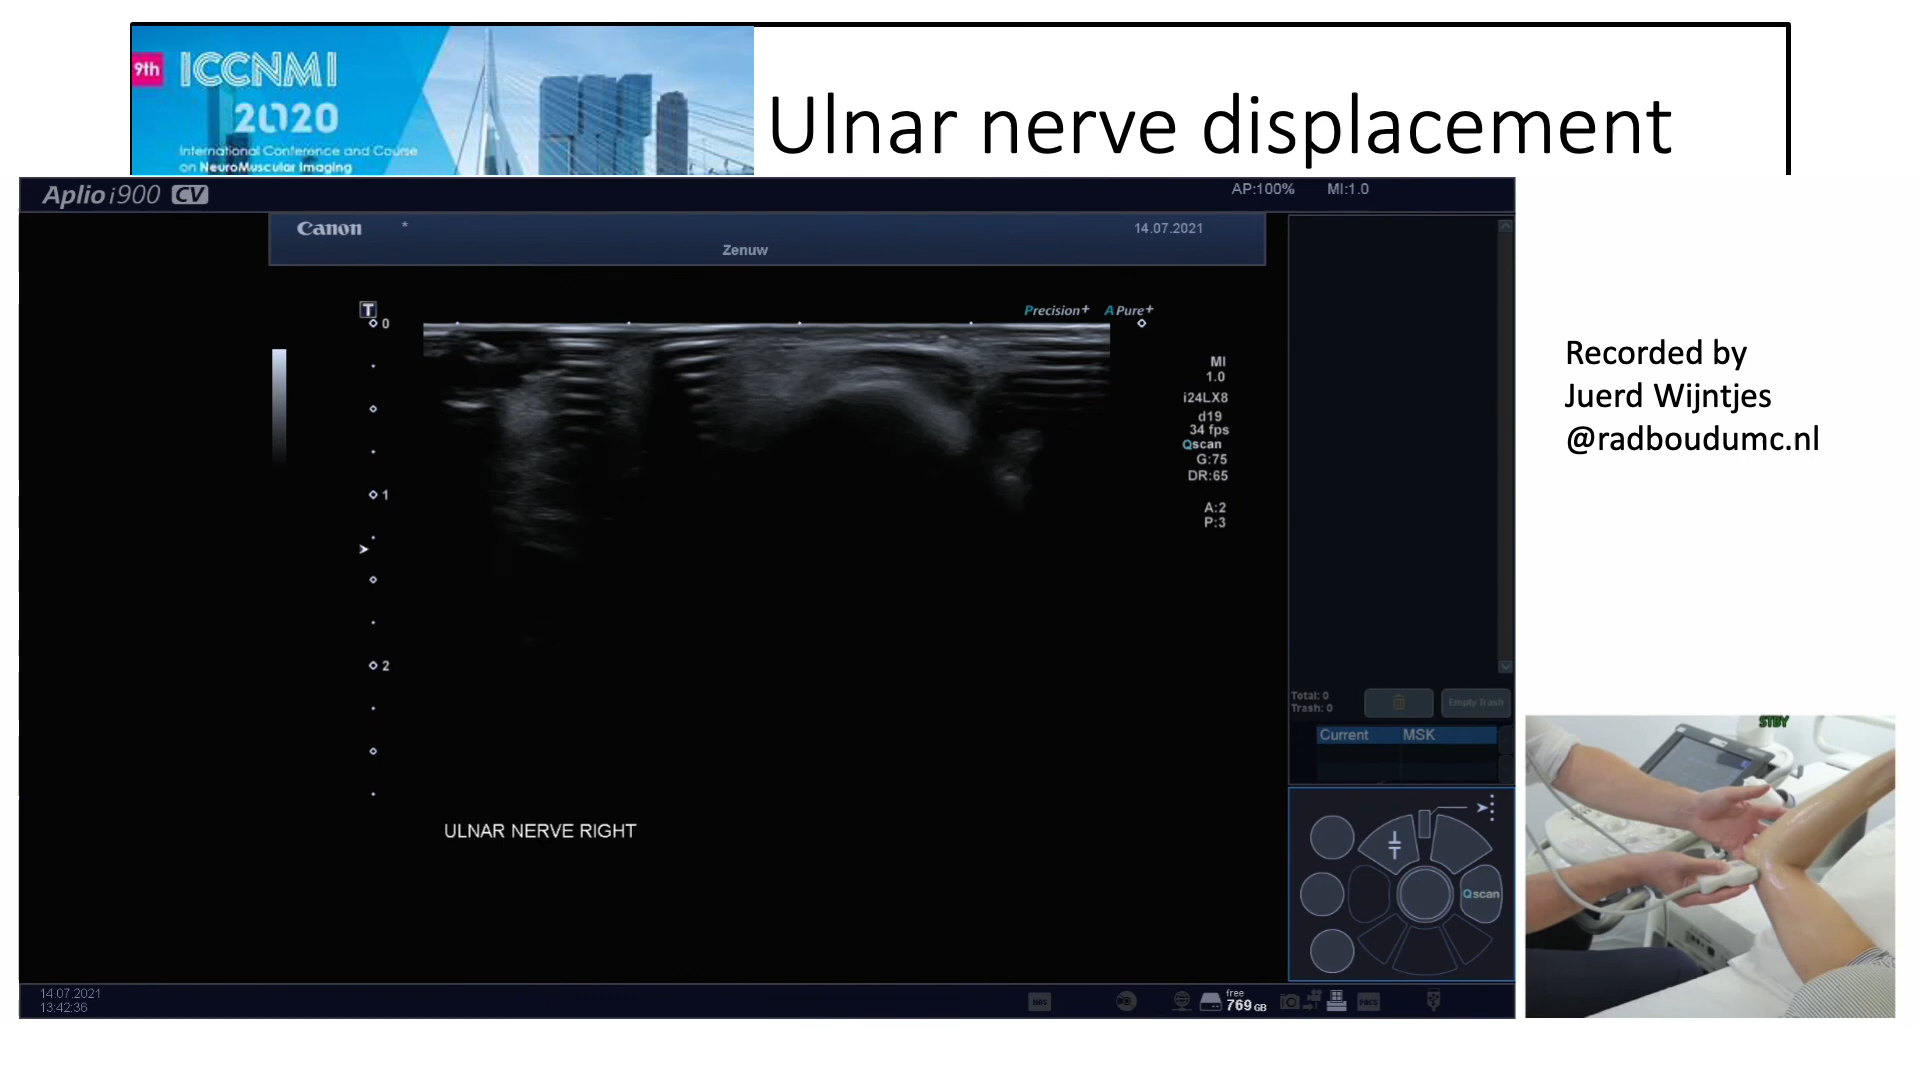 9th ICCNMI
2020
International Conference and Course
on NeuroMuscular Imaging
Ulnar nerve displacement
Aplio i900 CV
AP:100% MI:1.0
Canon * 14.07.2021
Zenuw
T
Precision+ APure+
0
1
2
MI
1.0
i24LX8
d19
34 fps
Qscan
G:75
DR:65
A:2
P:3
ULNAR NERVE RIGHT
Total: 0
Trash: 0
Empty Trash
Current MSK
Qscan
14.07.2021
13:42:36
NAS
free
769 GB
PACS
Recorded by
Juerd Wijntjes
@radboudumc.nl
STBY